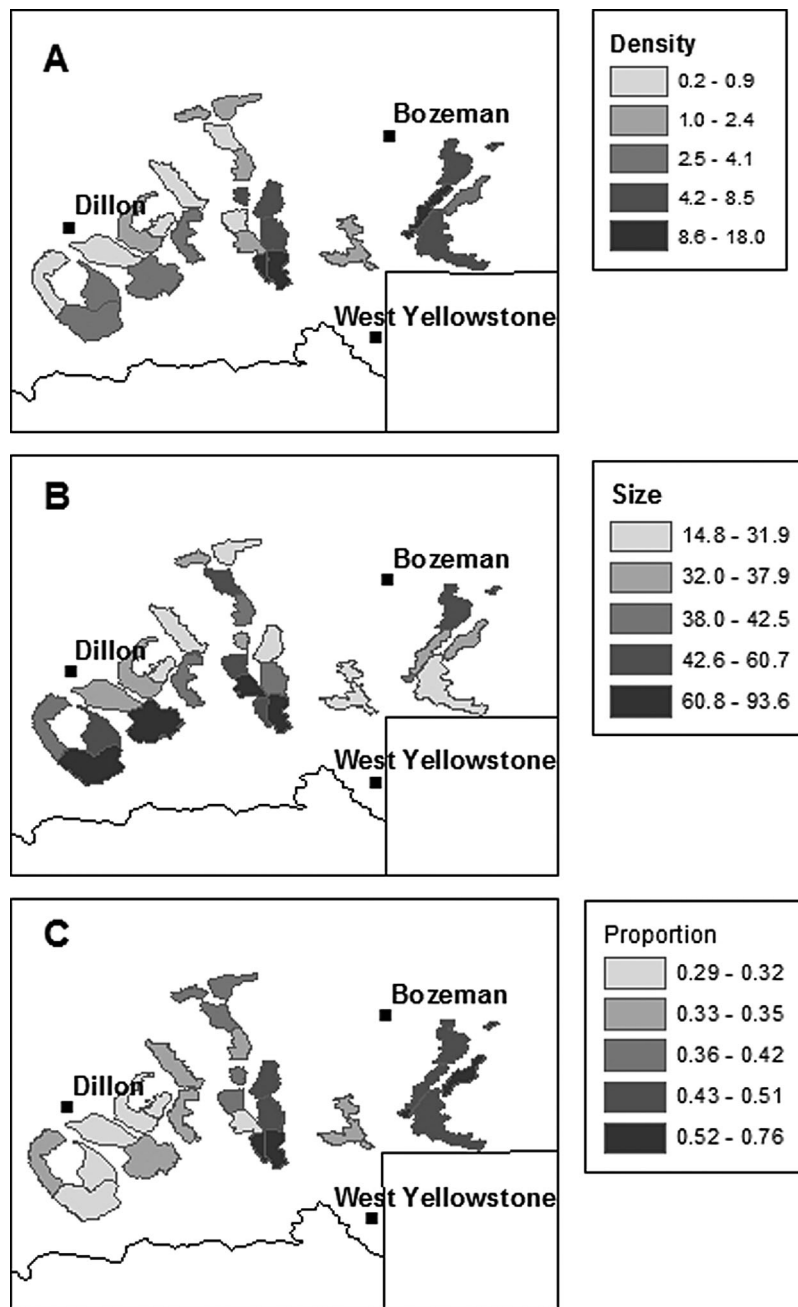 A
Bozeman
Dillon
West Yellowstone
Density
0.2 - 0.9
1.0 - 2.4
2.5 - 4.1
4.2 - 8.5
8.6 - 18.0
B
Bozeman
Dillon
West Yellowstone
Size
14.8 - 31.9
32.0 - 37.9
38.0 - 42.5
42.6 - 60.7
60.8 - 93.6
C
Bozeman
Dillon
West Yellowstone
Proportion
0.29 - 0.32
0.33 - 0.35
0.36 - 0.42
0.43 - 0.51
0.52 - 0.76